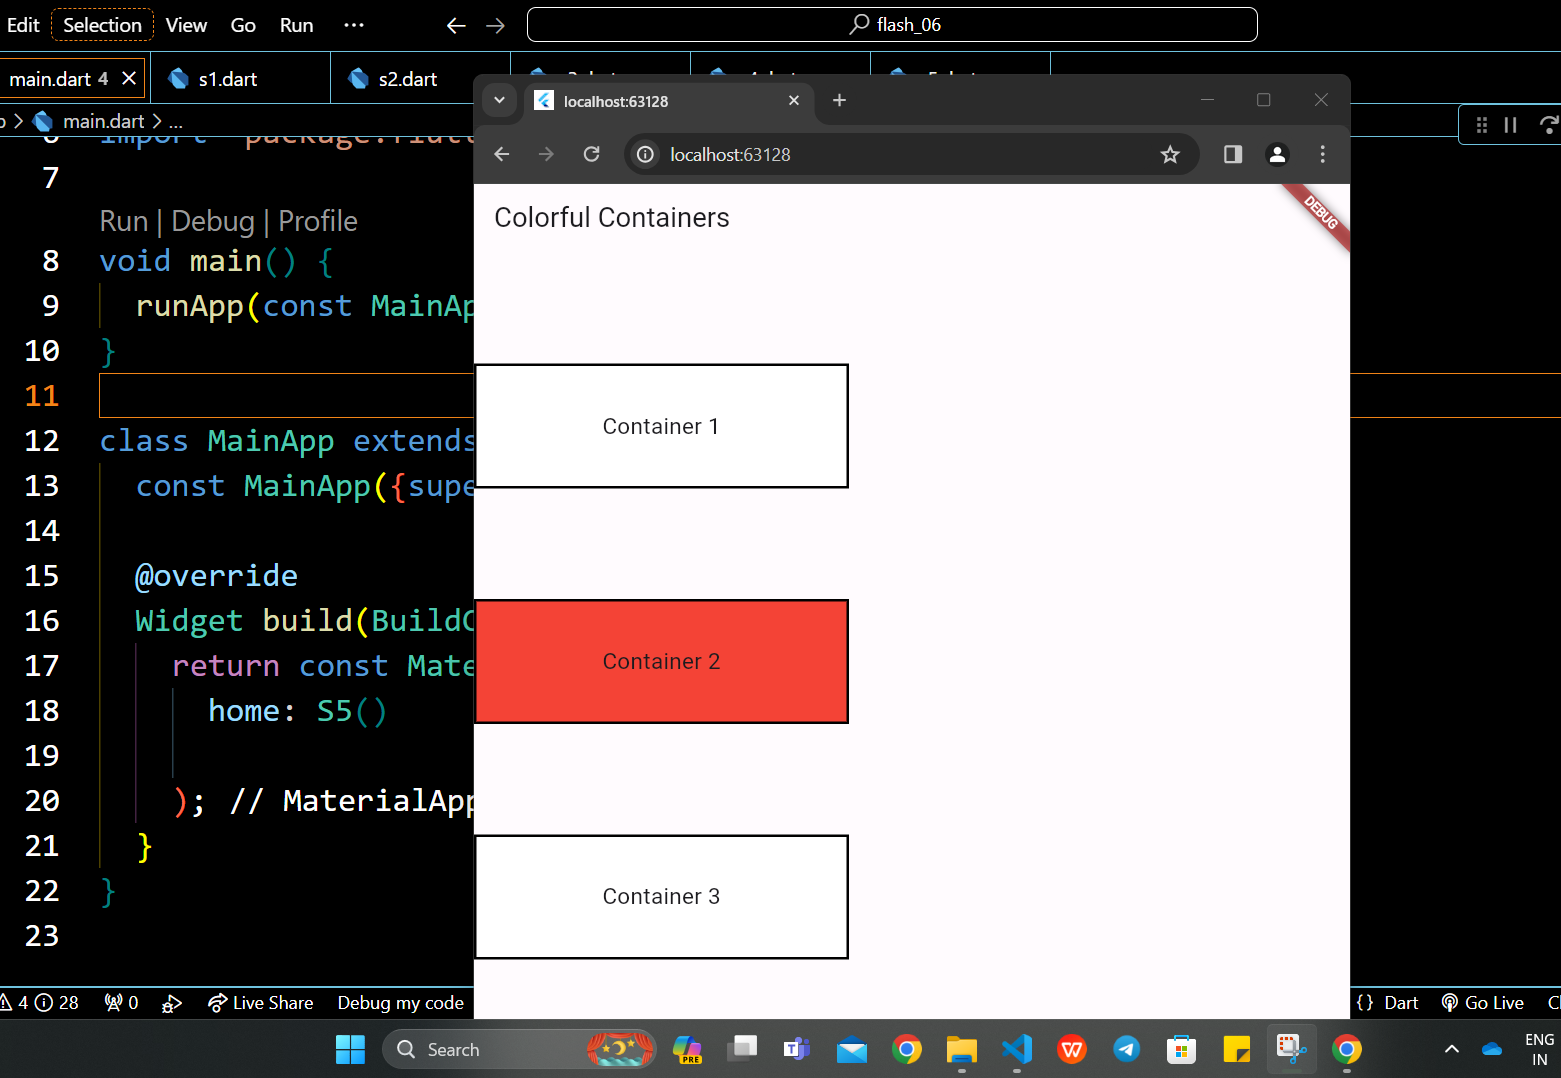 Edit Selection View Go Run ··· flash_06
main.dart 4 s1.dart s2.dart
main.dart > ...
7
Run | Debug | Profile
8 void main() {
9 runApp(const MainAp
10 }
11
12 class MainApp extends
13 const MainApp({supe
14
15 @override
16 Widget build(BuildC
17 return const Mate
18 home: S5()
19
20 ); // MaterialApp
21 }
22 }
23
localhost:63128
localhost:63128
Colorful Containers
DEBUG
Container 1
Container 2
Container 3
4 28 0 Live Share Debug my code {} Dart Go Live
Search PRE ENG
IN